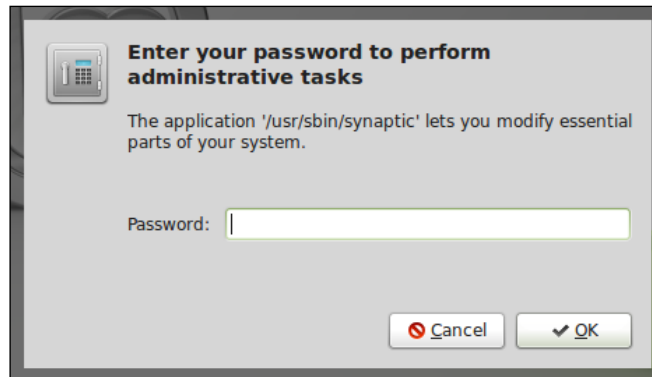 Enter your password to perform
administrative tasks
The application '/usr/sbin/synaptic' lets you modify essential
parts of your system.
Password:
Cancel
OK